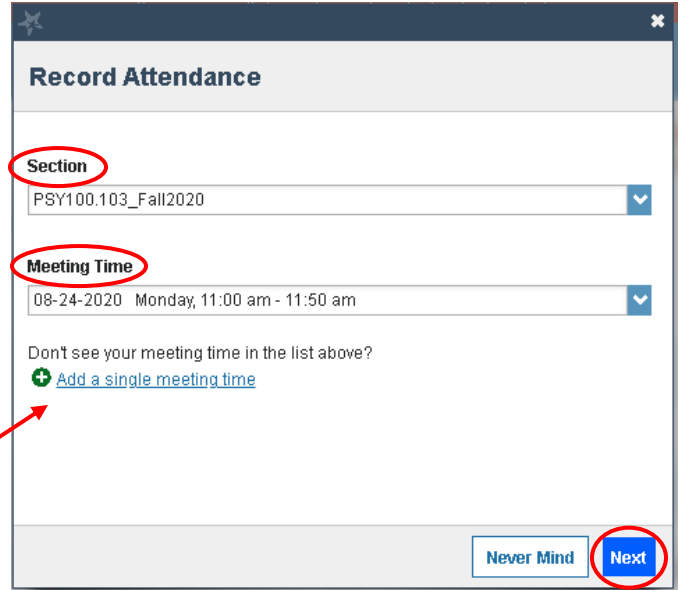 Record Attendance
Section
PSY100.103_Fall2020
Meeting Time
08-24-2020 Monday, 11:00 am - 11:50 am
Don't see your meeting time in the list above?
Add a single meeting time
Never Mind
Next